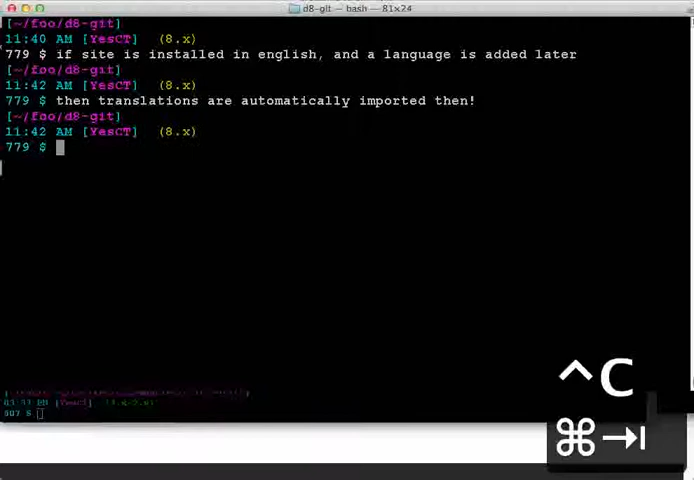 d8-git — bash — 81×24
[~/foo/d8-git]
11:40 AM [YesCT] (8.x)
779 $ if site is installed in english, and a language is added later
[~/foo/d8-git]
11:42 AM [YesCT] (8.x)
779 $ then translations are automatically imported then!
[~/foo/d8-git]
11:42 AM [YesCT] (8.x)
779 $
^C
⌘⇥